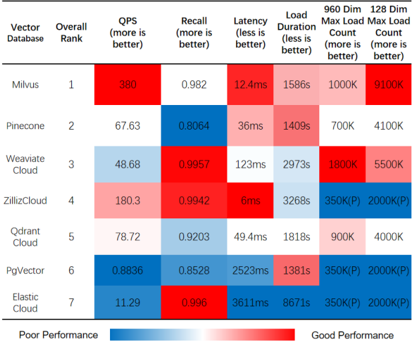 Vector Database | Overall Rank | QPS (more is better) | Recall (more is better) | Latency (less is better) | Load Duration (less is better) | 960 Dim Max Load Count (more is better) | 128 Dim Max Load Count (more is better)
Milvus | 1 | 380 | 0.982 | 12.4ms | 1586s | 1000K | 9100K
Pinecone | 2 | 67.63 | 0.8064 | 36ms | 1409s | 700K | 4100K
Weaviate Cloud | 3 | 48.68 | 0.9957 | 123ms | 2973s | 1800K | 5500K
ZillizCloud | 4 | 180.3 | 0.9942 | 6ms | 3268s | 350K(P) | 2000K(P)
Qdrant Cloud | 5 | 78.72 | 0.9203 | 49.4ms | 1818s | 900K | 4000K
PgVector | 6 | 0.8836 | 0.8528 | 2523ms | 1381s | 350K(P) | 2000K(P)
Elastic Cloud | 7 | 11.29 | 0.996 | 3611ms | 8671s | 350K(P) | 2000K(P)
Poor Performance Good Performance